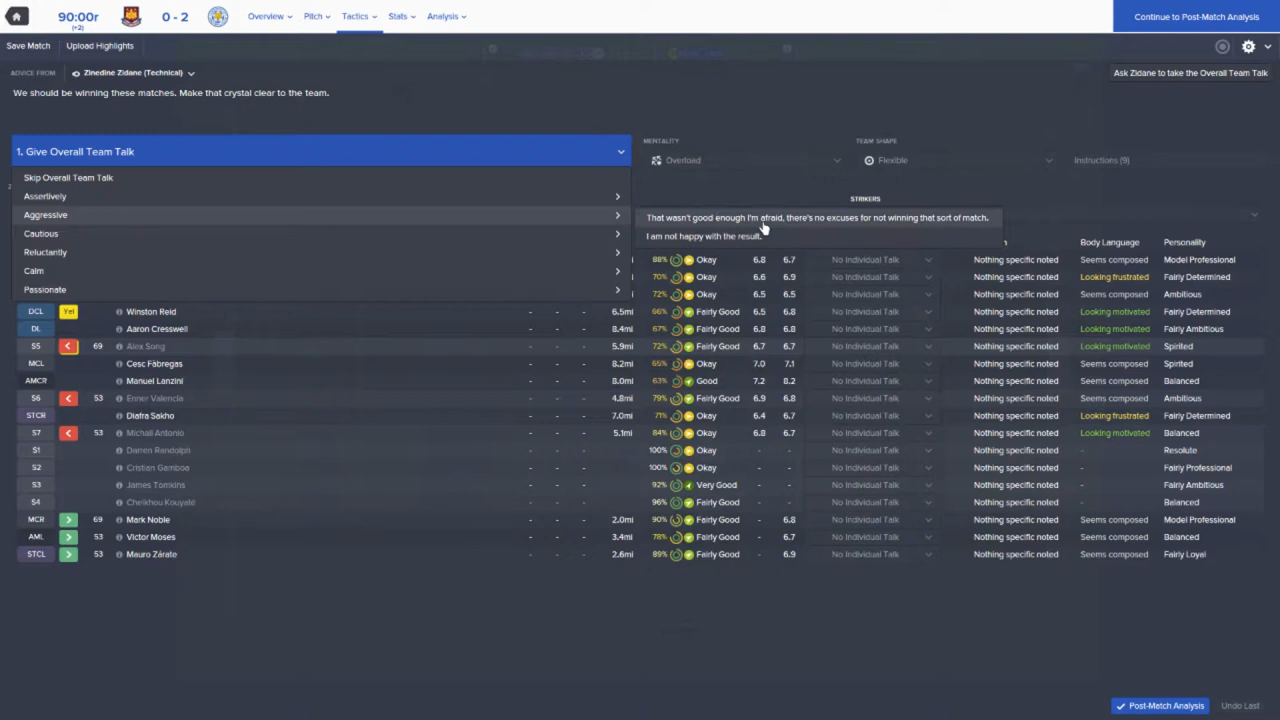 90:00r (+2) 0 - 2 Overview Pitch Tactics Stats Analysis Continue to Post-Match Analysis
Save Match Upload Highlights
ADVICE FROM Zinedine Zidane (Technical) Ask Zidane to take the Overall Team Talk
We should be winning these matches. Make that crystal clear to the team.
MENTALITY TEAM SHAPE
1. Give Overall Team Talk Overload Flexible Instructions (9)
Skip Overall Team Talk
Assertively STRIKERS
Aggressive That wasn't good enough I'm afraid, there's no excuses for not winning that sort of match.
Cautious I am not happy with the result.
Body Language Personality
Reluctantly 88% Okay 6.8 6.7 No Individual Talk Nothing specific noted Seems composed Model Professional
Calm 70% Okay 6.6 6.9 No Individual Talk Nothing specific noted Looking frustrated Fairly Determined
Passionate 72% Okay 6.5 6.5 No Individual Talk Nothing specific noted Seems composed Ambitious
DCL Yel Winston Reid - - - 6.5mi 66% Fairly Good 6.5 6.8 No Individual Talk Nothing specific noted Looking motivated Fairly Determined
DL Aaron Cresswell - - - 8.4mi 67% Fairly Good 6.8 6.8 No Individual Talk Nothing specific noted Looking motivated Fairly Ambitious
S5 69 Alex Song - - - 5.9mi 72% Fairly Good 6.7 6.7 No Individual Talk Nothing specific noted Looking motivated Spirited
MCL Cesc Fàbregas - - - 8.2mi 65% Okay 7.0 7.1 No Individual Talk Nothing specific noted Seems composed Spirited
AMCR Manuel Lanzini - - - 8.0mi 63% Good 7.2 8.2 No Individual Talk Nothing specific noted Seems composed Balanced
S6 53 Enner Valencia - - - 4.8mi 79% Fairly Good 6.9 6.8 No Individual Talk Nothing specific noted Seems composed Ambitious
STCR Diafra Sakho - - - 7.0mi 71% Okay 6.4 6.7 No Individual Talk Nothing specific noted Looking frustrated Fairly Determined
S7 53 Michail Antonio - - - 5.1mi 84% Okay 6.8 6.7 No Individual Talk Nothing specific noted Looking motivated Balanced
S1 Darren Randolph - - - 100% Okay - - No Individual Talk Nothing specific noted - Resolute
S2 Cristian Gamboa - - - 100% Okay - - No Individual Talk Nothing specific noted - Fairly Professional
S3 James Tomkins - - - 92% Very Good - - No Individual Talk Nothing specific noted - Fairly Ambitious
S4 Cheikhou Kouyaté - - - 96% Fairly Good - - No Individual Talk Nothing specific noted - Balanced
MCR 69 Mark Noble - - - 2.0mi 90% Fairly Good - 6.8 No Individual Talk Nothing specific noted Seems composed Model Professional
AML 53 Victor Moses - - - 3.4mi 78% Fairly Good - 6.7 No Individual Talk Nothing specific noted Seems composed Balanced
STCL 53 Mauro Zárate - - - 2.6mi 89% Fairly Good - 6.9 No Individual Talk Nothing specific noted Seems composed Fairly Loyal
Post-Match Analysis Undo Last